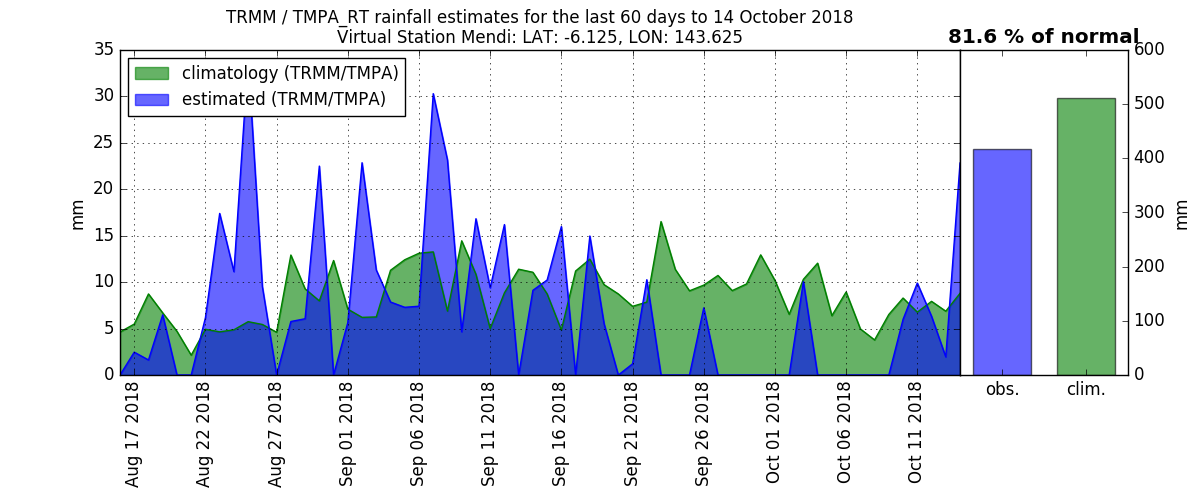 TRMM / TMPA_RT rainfall estimates for the last 60 days to 14 October 2018
Virtual Station Mendi: LAT: -6.125, LON: 143.625
81.6 % of normal
climatology (TRMM/TMPA)
estimated (TRMM/TMPA)
35
30
25
20
15
10
5
0
mm
Aug 17 2018
Aug 22 2018
Aug 27 2018
Sep 01 2018
Sep 06 2018
Sep 11 2018
Sep 16 2018
Sep 21 2018
Sep 26 2018
Oct 01 2018
Oct 06 2018
Oct 11 2018
600
500
400
300
200
100
0
mm
obs.
clim.